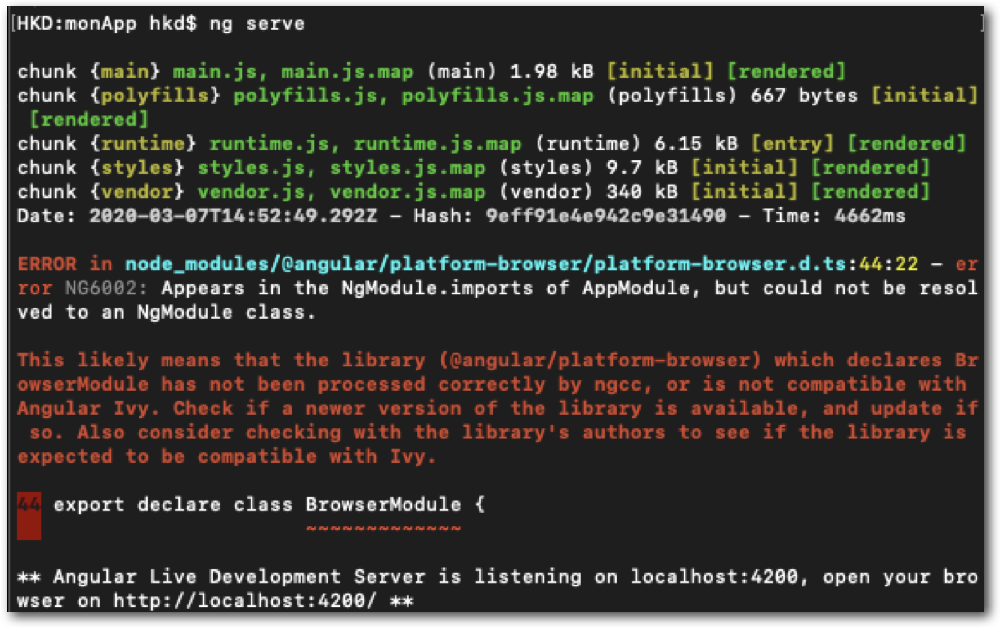 [HKD:monApp hkd$ ng serve ]
chunk {main} main.js, main.js.map (main) 1.98 kB [initial] [rendered]
chunk {polyfills} polyfills.js, polyfills.js.map (polyfills) 667 bytes [initial]
 [rendered]
chunk {runtime} runtime.js, runtime.js.map (runtime) 6.15 kB [entry] [rendered]
chunk {styles} styles.js, styles.js.map (styles) 9.7 kB [initial] [rendered]
chunk {vendor} vendor.js, vendor.js.map (vendor) 340 kB [initial] [rendered]
Date: 2020-03-07T14:52:49.292Z – Hash: 9eff91e4e942c9e31490 – Time: 4662ms
ERROR in node_modules/@angular/platform-browser/platform-browser.d.ts:44:22 – er
ror NG6002: Appears in the NgModule.imports of AppModule, but could not be resol
ved to an NgModule class.
This likely means that the library (@angular/platform-browser) which declares Br
owserModule has not been processed correctly by ngcc, or is not compatible with
Angular Ivy. Check if a newer version of the library is available, and update if
 so. Also consider checking with the library's authors to see if the library is
expected to be compatible with Ivy.
44 export declare class BrowserModule {
~~~~~~~~~~~~~
** Angular Live Development Server is listening on localhost:4200, open your bro
wser on http://localhost:4200/ **